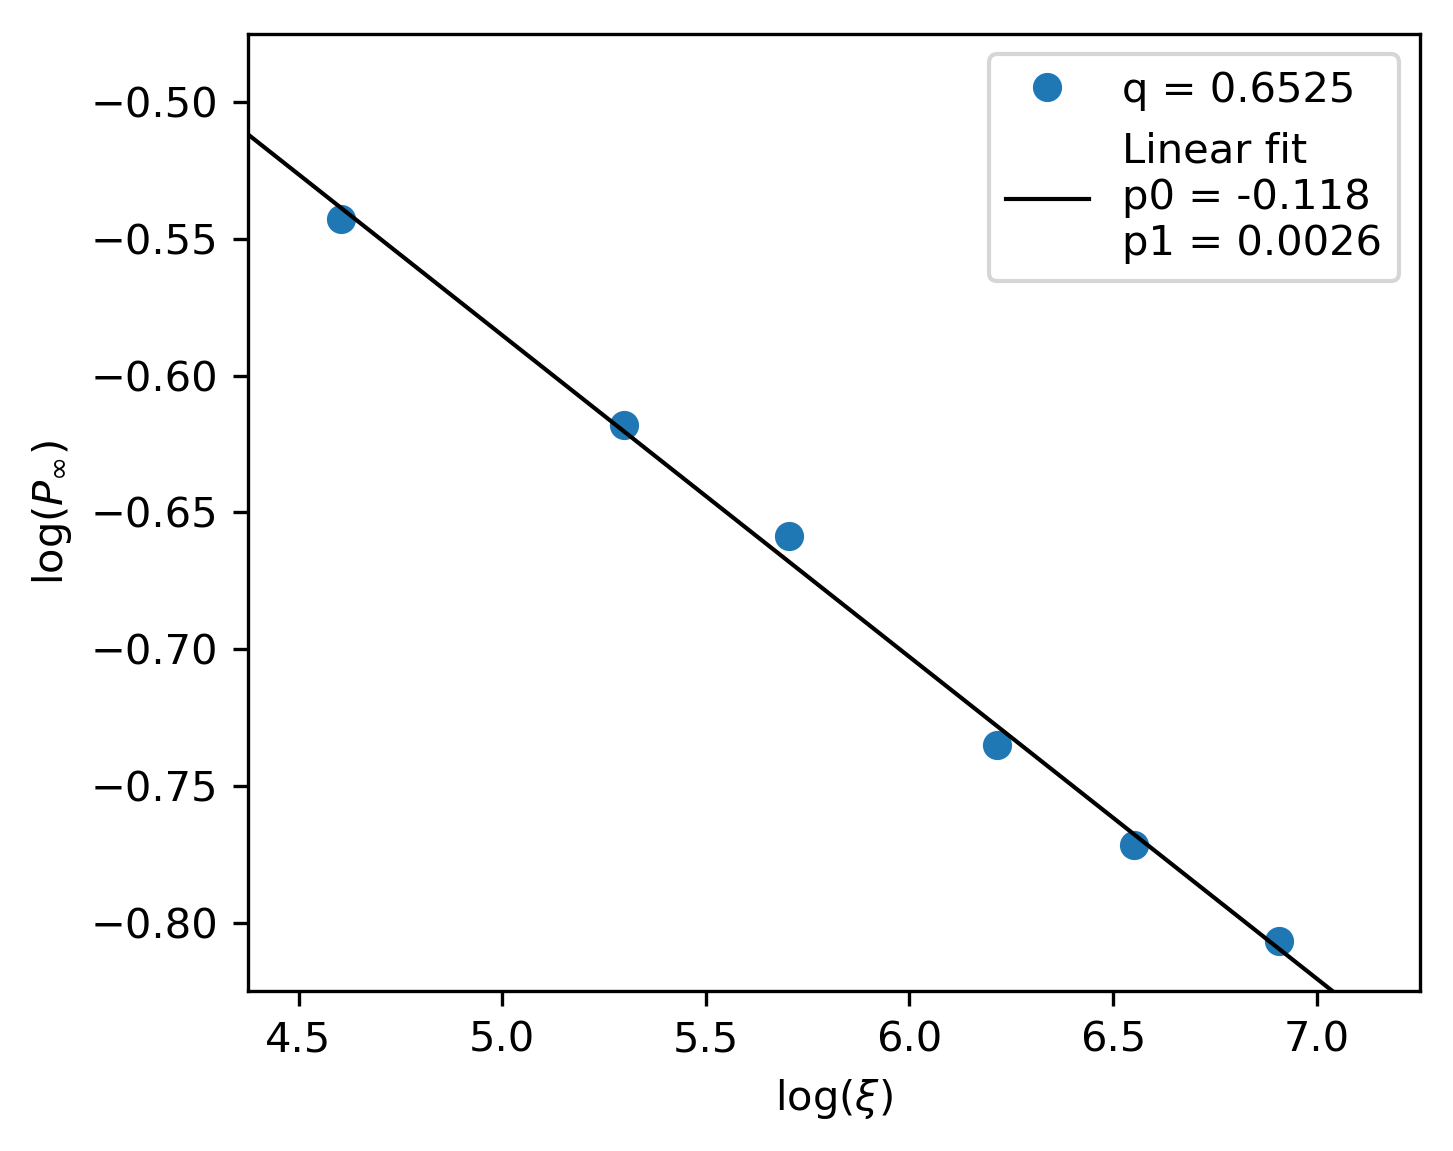 q = 0.6525
Linear fit
p0 = -0.118
p1 = 0.0026
−0.50
−0.55
−0.60
−0.65
−0.70
−0.75
−0.80
log(P∞)
4.5 5.0 5.5 6.0 6.5 7.0
log(ξ)